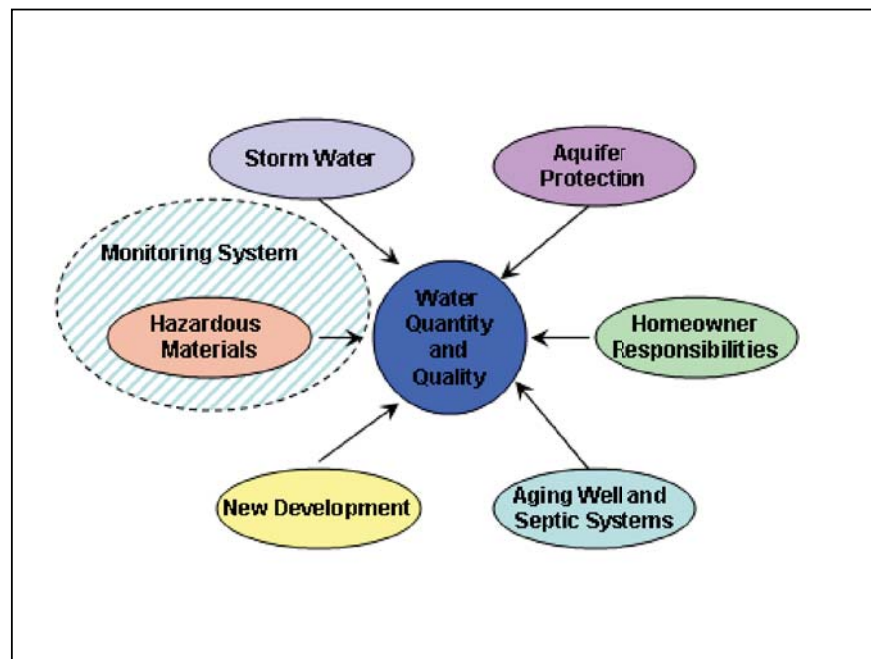 Storm Water
Aquifer
Protection
Monitoring System
Hazardous
Materials
Water
Quantity
and
Quality
Homeowner
Responsibilities
New Development
Aging Well and
Septic Systems